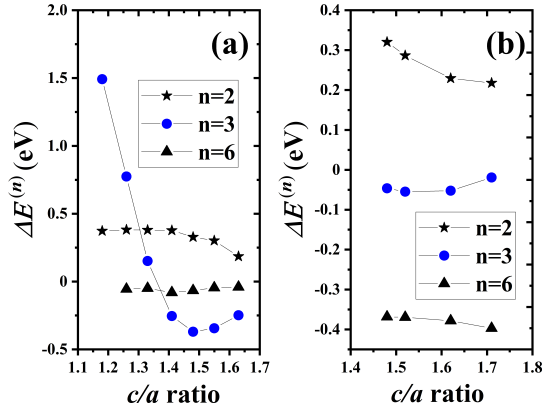 (a)
2.0
1.5
1.0
0.5
0
-0.5
ΔE⁽ⁿ⁾ (eV)
n=2
n=3
n=6
1.1 1.2 1.3 1.4 1.5 1.6 1.7
c/a ratio
(b)
0.4
0.3
0.2
0.1
0
-0.1
-0.2
-0.3
-0.4
ΔE⁽ⁿ⁾ (eV)
n=2
n=3
n=6
1.4 1.5 1.6 1.7 1.8
c/a ratio